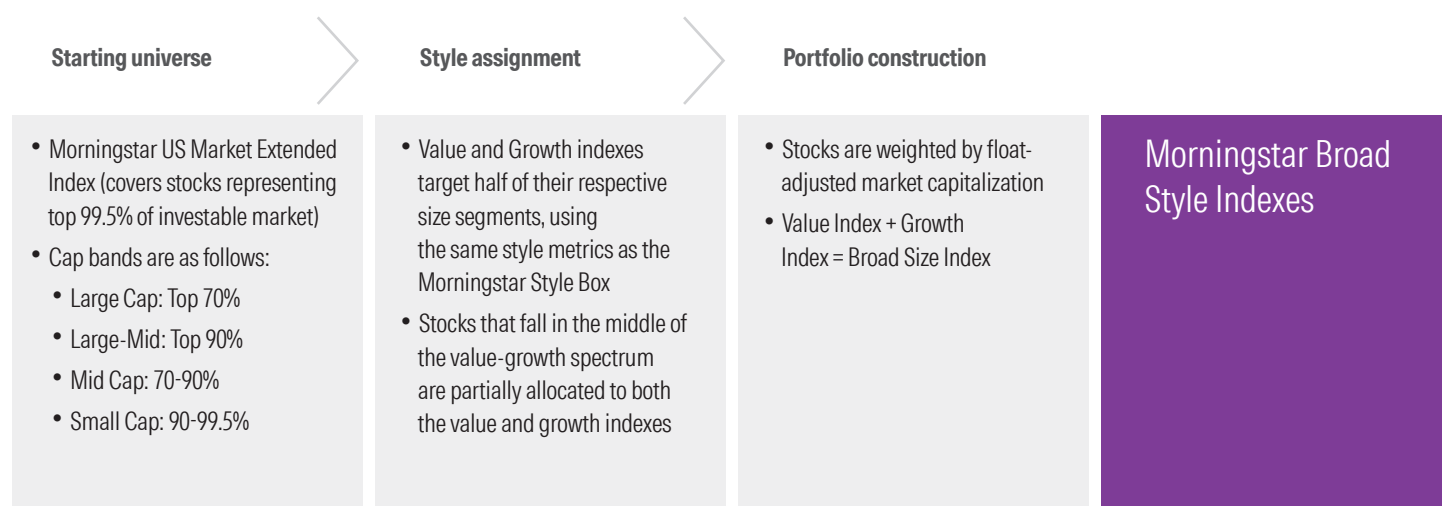 Starting universe
Style assignment
Portfolio construction
• Morningstar US Market Extended
Index (covers stocks representing
top 99.5% of investable market)
• Cap bands are as follows:
• Large Cap: Top 70%
• Large-Mid: Top 90%
• Mid Cap: 70-90%
• Small Cap: 90-99.5%
• Value and Growth indexes
target half of their respective
size segments, using
the same style metrics as the
Morningstar Style Box
• Stocks that fall in the middle of
the value-growth spectrum
are partially allocated to both
the value and growth indexes
• Stocks are weighted by float-
adjusted market capitalization
• Value Index + Growth
Index = Broad Size Index
Morningstar Broad
Style Indexes